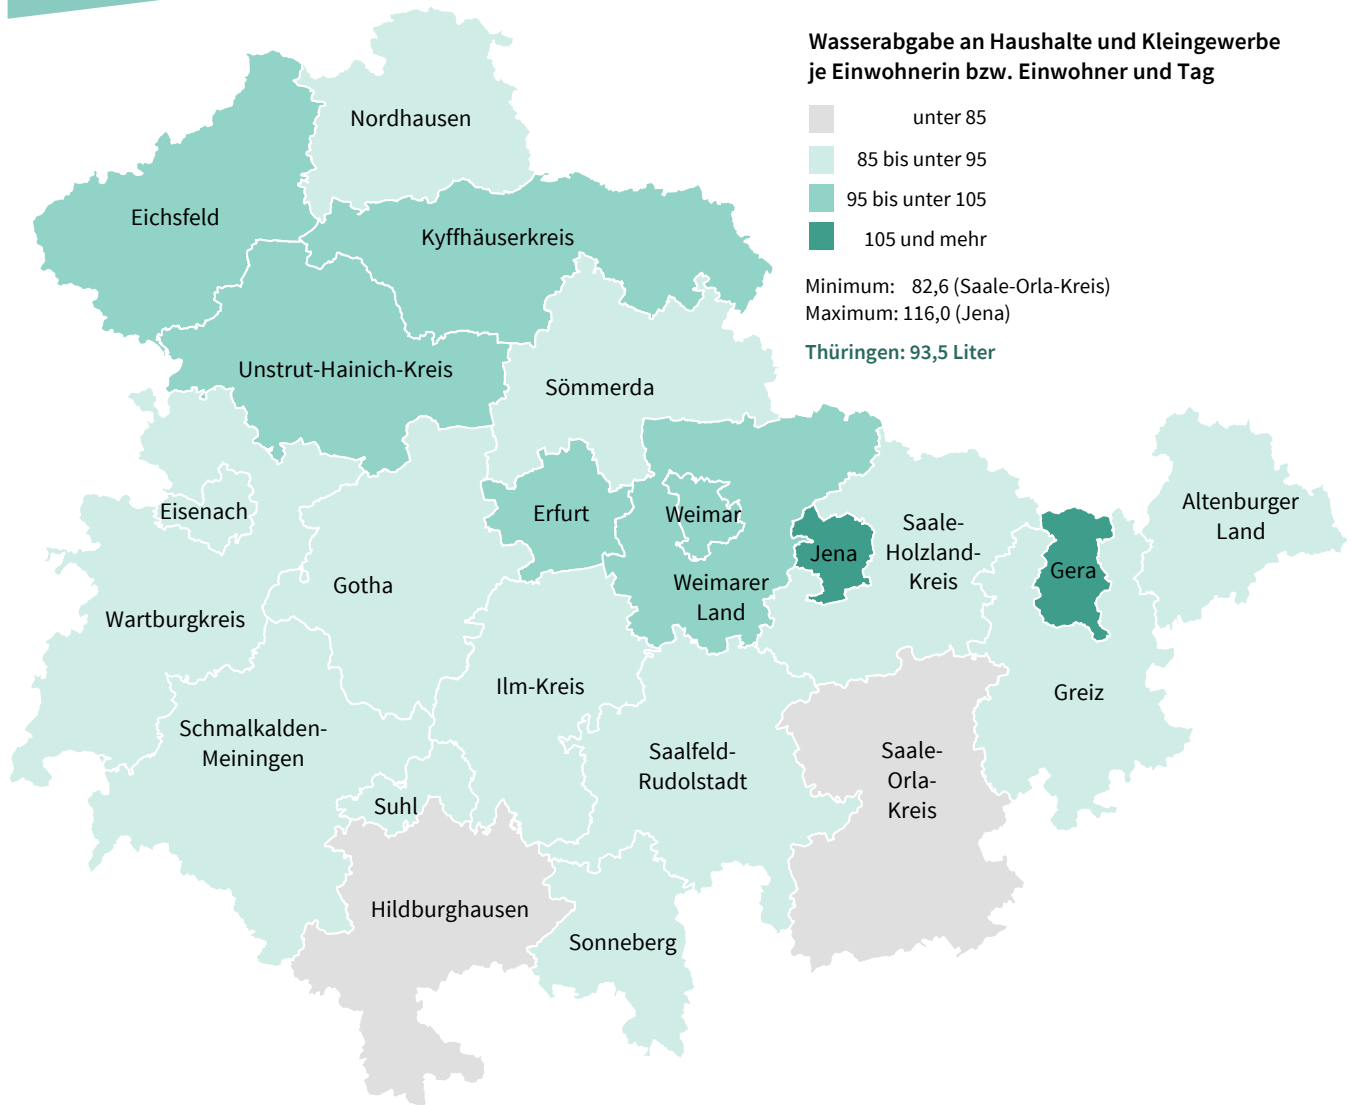 Wasserabgabe an Haushalte und Kleingewerbe
je Einwohnerin bzw. Einwohner und Tag
unter 85
85 bis unter 95
95 bis unter 105
105 und mehr
Minimum: 82,6 (Saale-Orla-Kreis)
Maximum: 116,0 (Jena)
Thüringen: 93,5 Liter
Nordhausen
Eichsfeld
Kyffhäuserkreis
Unstrut-Hainich-Kreis
Sömmerda
Eisenach
Erfurt
Weimar
Jena
Saale-
Holzland-
Kreis
Gera
Altenburger
Land
Gotha
Weimarer
Land
Wartburgkreis
Ilm-Kreis
Greiz
Schmalkalden-
Meiningen
Saalfeld-
Rudolstadt
Saale-
Orla-
Kreis
Suhl
Hildburghausen
Sonneberg